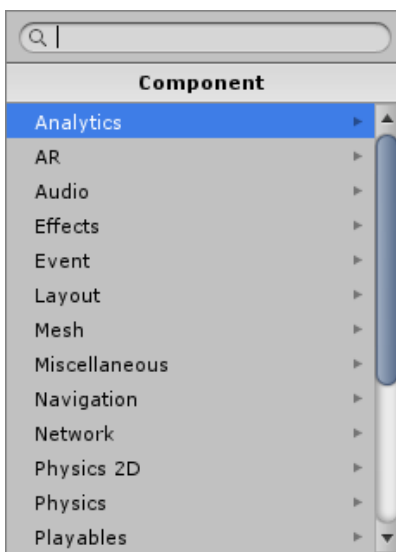 Component
Analytics
AR
Audio
Effects
Event
Layout
Mesh
Miscellaneous
Navigation
Network
Physics 2D
Physics
Playables